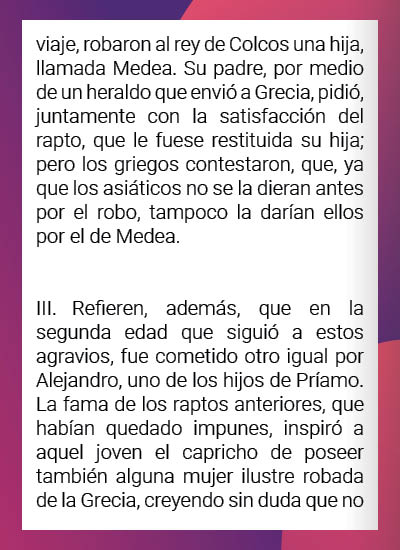 viaje, robaron al rey de Colcos una hija,
llamada Medea. Su padre, por medio
de un heraldo que envió a Grecia, pidió,
juntamente con la satisfacción del
rapto, que le fuese restituida su hija;
pero los griegos contestaron, que, ya
que los asiáticos no se la dieran antes
por el robo, tampoco la darían ellos
por el de Medea.
III. Refieren, además, que en la
segunda edad que siguió a estos
agravios, fue cometido otro igual por
Alejandro, uno de los hijos de Príamo.
La fama de los raptos anteriores, que
habían quedado impunes, inspiró a
aquel joven el capricho de poseer
también alguna mujer ilustre robada
de la Grecia, creyendo sin duda que no